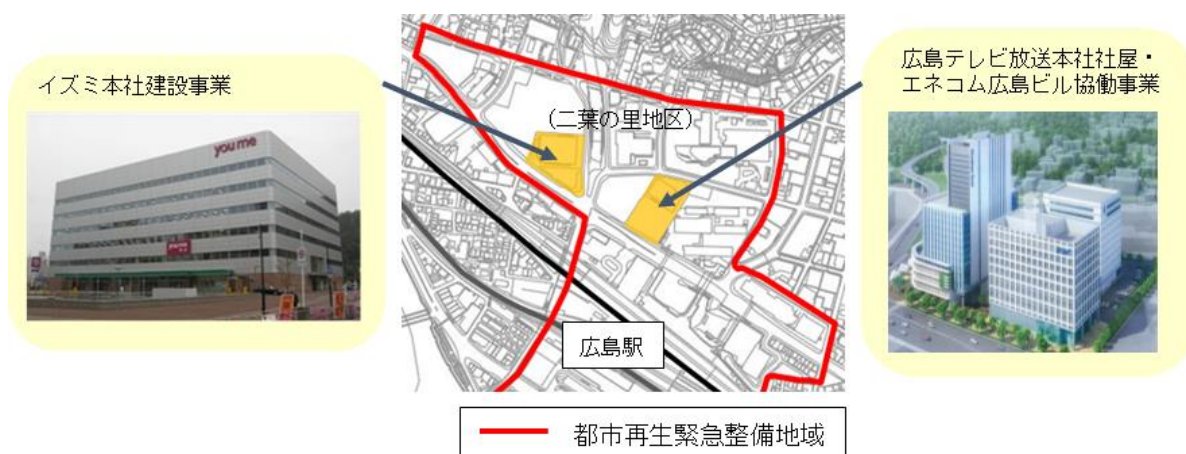 イズミ本社建設事業
you me
(二葉の里地区)
広島テレビ放送本社社屋・
エネコム広島ビル協働事業
広島駅
都市再生緊急整備地域